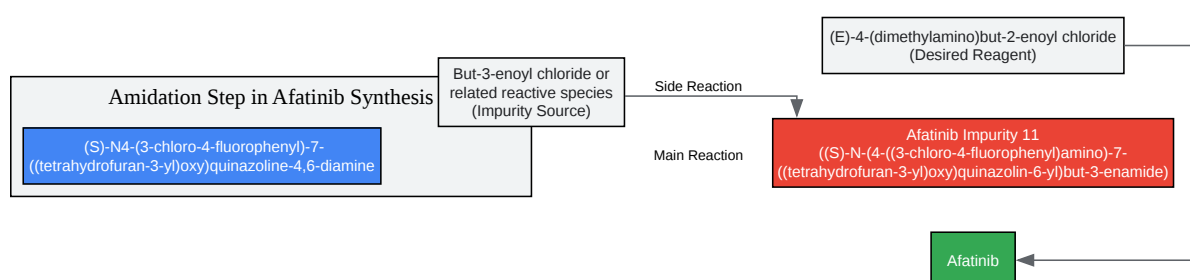 (E)-4-(dimethylamino)but-2-enoyl chloride
(Desired Reagent)
But-3-enoyl chloride or
related reactive species
(Impurity Source)
Side Reaction
Amidation Step in Afatinib Synthesis
(S)-N4-(3-chloro-4-fluorophenyl)-7-
((tetrahydrofuran-3-yl)oxy)quinazoline-4,6-diamine
Main Reaction
Afatinib Impurity 11
((S)-N-(4-((3-chloro-4-fluorophenyl)amino)-7-
((tetrahydrofuran-3-yl)oxy)quinazolin-6-yl)but-3-enamide)
Afatinib